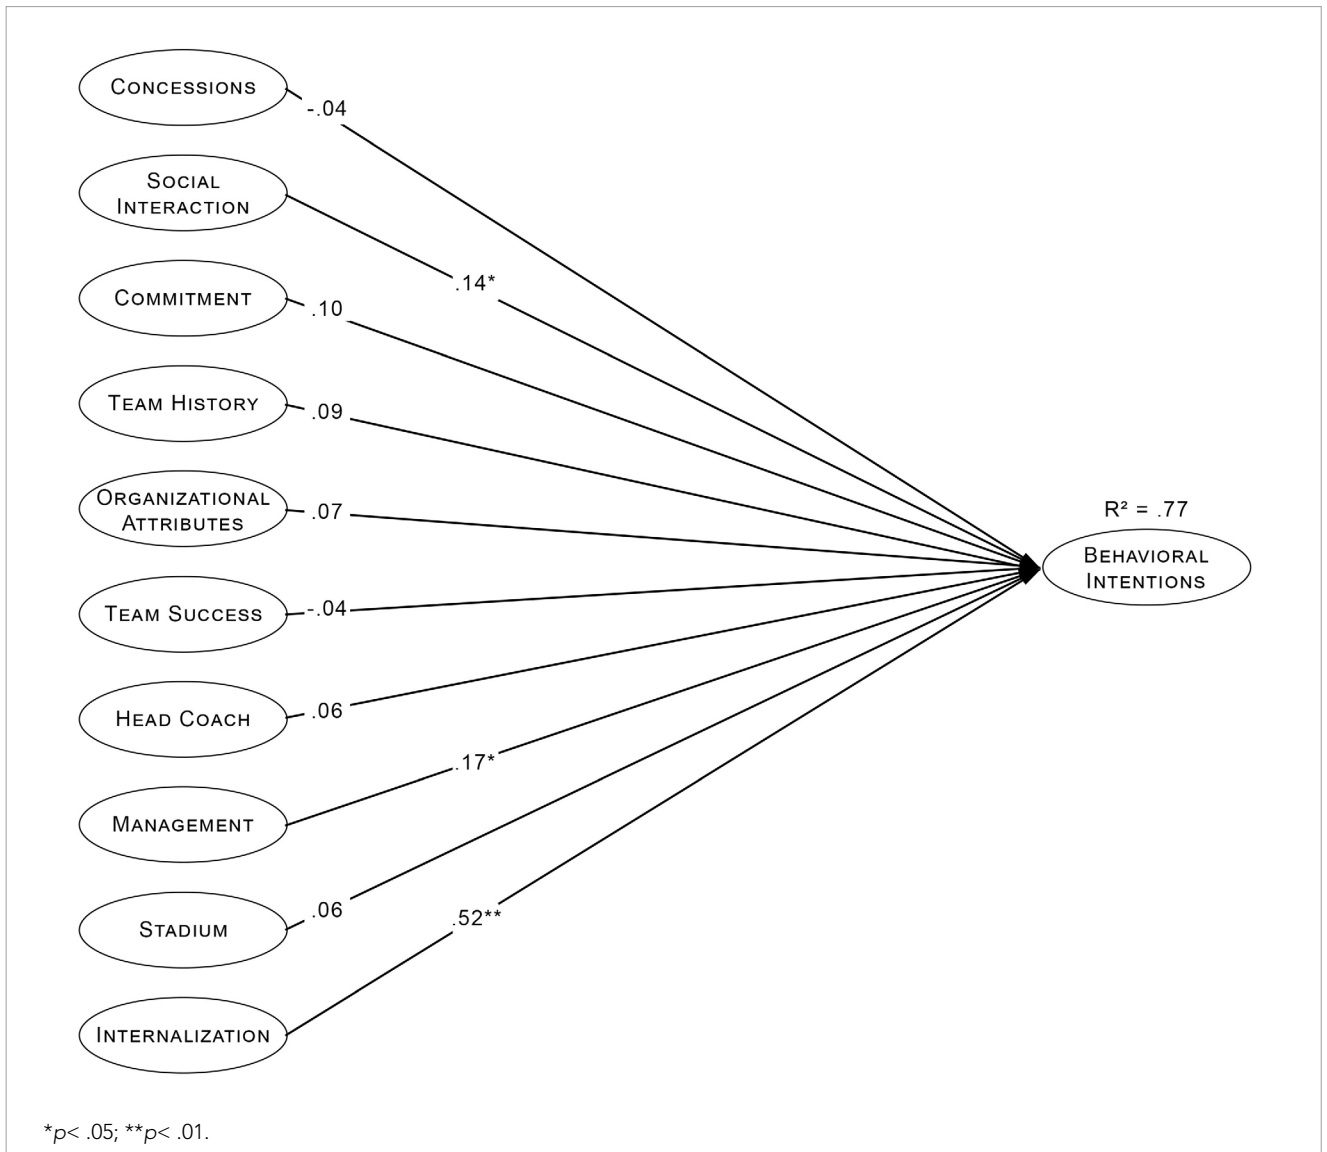 CONCESSIONS
-.04
SOCIAL
INTERACTION
.14*
COMMITMENT
.10
TEAM HISTORY
.09
ORGANIZATIONAL
ATTRIBUTES
.07
R² = .77
BEHAVIORAL
INTENTIONS
TEAM SUCCESS
-.04
HEAD COACH
.06
MANAGEMENT
.17*
STADIUM
.06
.52**
INTERNALIZATION
*p< .05; **p< .01.